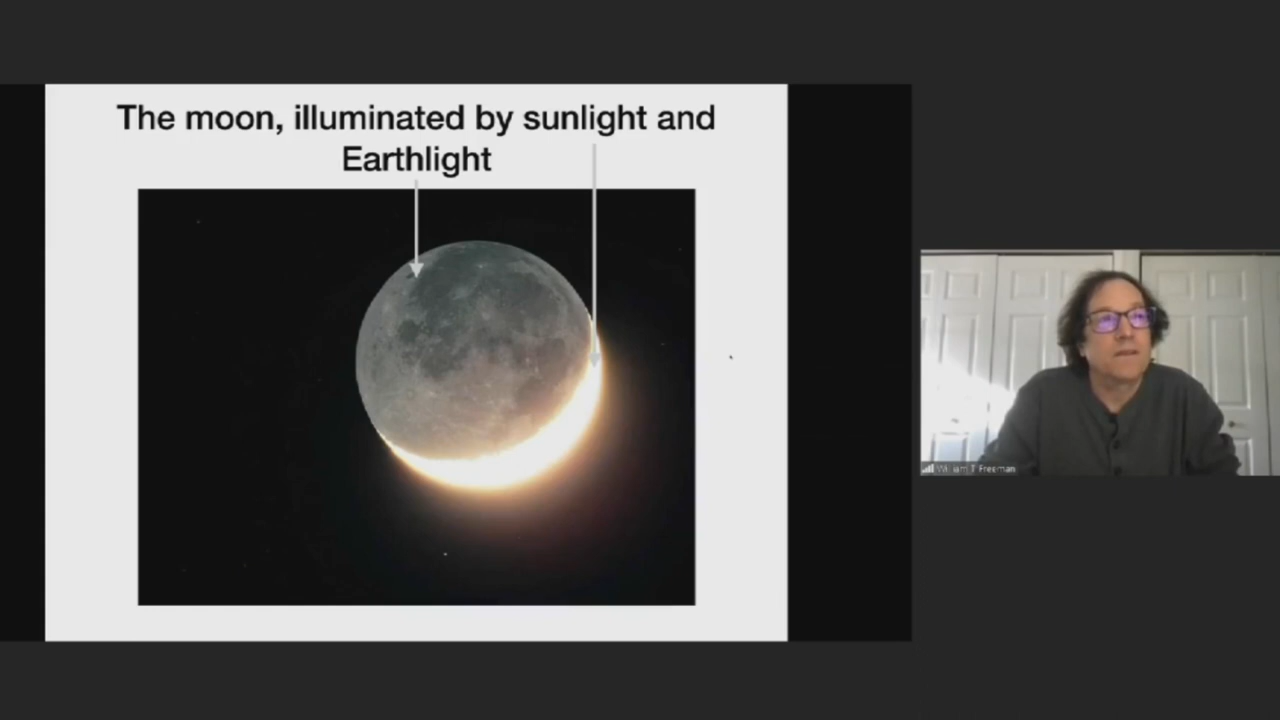 The moon, illuminated by sunlight and
Earthlight
William T Freeman